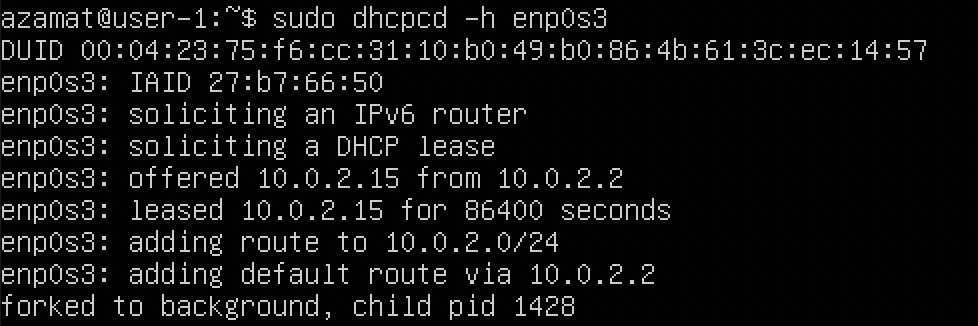 azamat@user-1:~$ sudo dhcpcd -h enp0s3
DUID 00:04:23:75:f6:cc:31:10:b0:49:b0:86:4b:61:3c:ec:14:57
enp0s3: IAID 27:b7:66:50
enp0s3: soliciting an IPv6 router
enp0s3: soliciting a DHCP lease
enp0s3: offered 10.0.2.15 from 10.0.2.2
enp0s3: leased 10.0.2.15 for 86400 seconds
enp0s3: adding route to 10.0.2.0/24
enp0s3: adding default route via 10.0.2.2
forked to background, child pid 1428